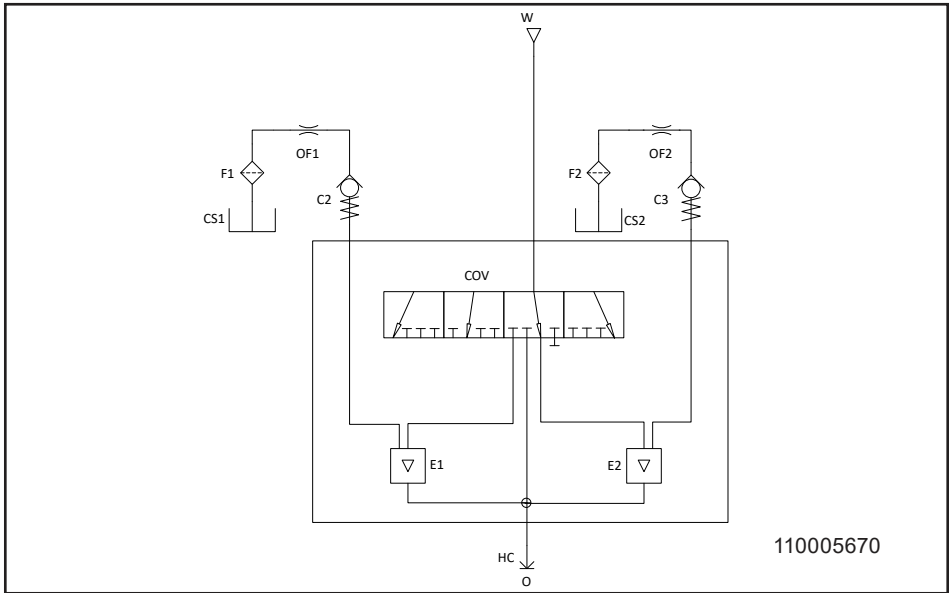 W
OF1
OF2
F1
F2
C2
C3
CS1
CS2
COV
E1
E2
110005670
HC
O